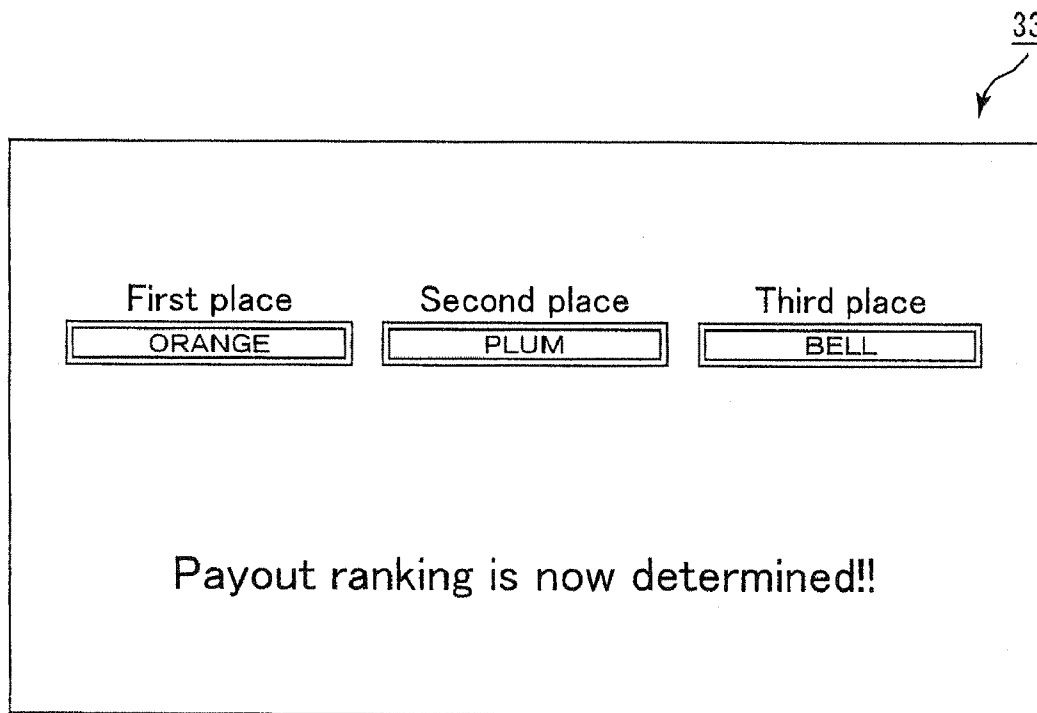 33
First place Second place Third place
ORANGE PLUM BELL
Payout ranking is now determined!!